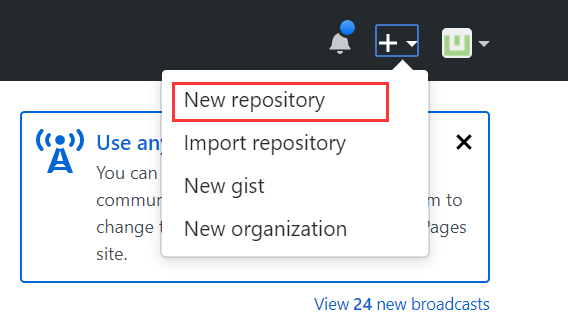 New repository
Import repository
New gist
New organization
Use any
You can
commun
m to
change t
Pages
site.
View 24 new broadcasts